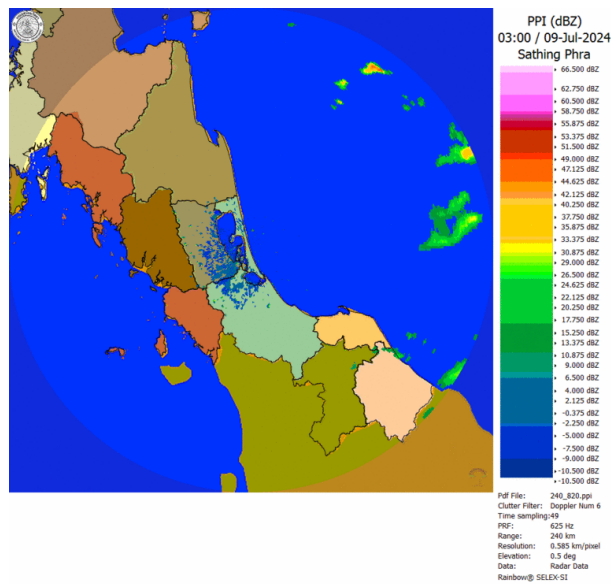 PPI (dBZ)
03:00 / 09-Jul-2024
Sathing Phra
66.500 dBZ
62.750 dBZ
60.500 dBZ
58.750 dBZ
55.875 dBZ
53.375 dBZ
51.500 dBZ
49.000 dBZ
47.125 dBZ
44.625 dBZ
42.125 dBZ
40.250 dBZ
37.750 dBZ
35.875 dBZ
33.375 dBZ
30.875 dBZ
29.000 dBZ
26.500 dBZ
24.625 dBZ
22.125 dBZ
20.250 dBZ
17.750 dBZ
15.250 dBZ
13.375 dBZ
10.875 dBZ
9.000 dBZ
6.500 dBZ
4.000 dBZ
2.125 dBZ
-0.375 dBZ
-2.250 dBZ
-5.000 dBZ
-7.500 dBZ
-9.000 dBZ
-10.500 dBZ
-10.500 dBZ
Pdf File: 240_820.ppi
Clutter Filter: Doppler Num 6
Time sampling:49
PRF: 625 Hz
Range: 240 km
Resolution: 0.585 km/pixel
Elevation: 0.5 deg
Data: Radar Data
Rainbow® SELEX-SI